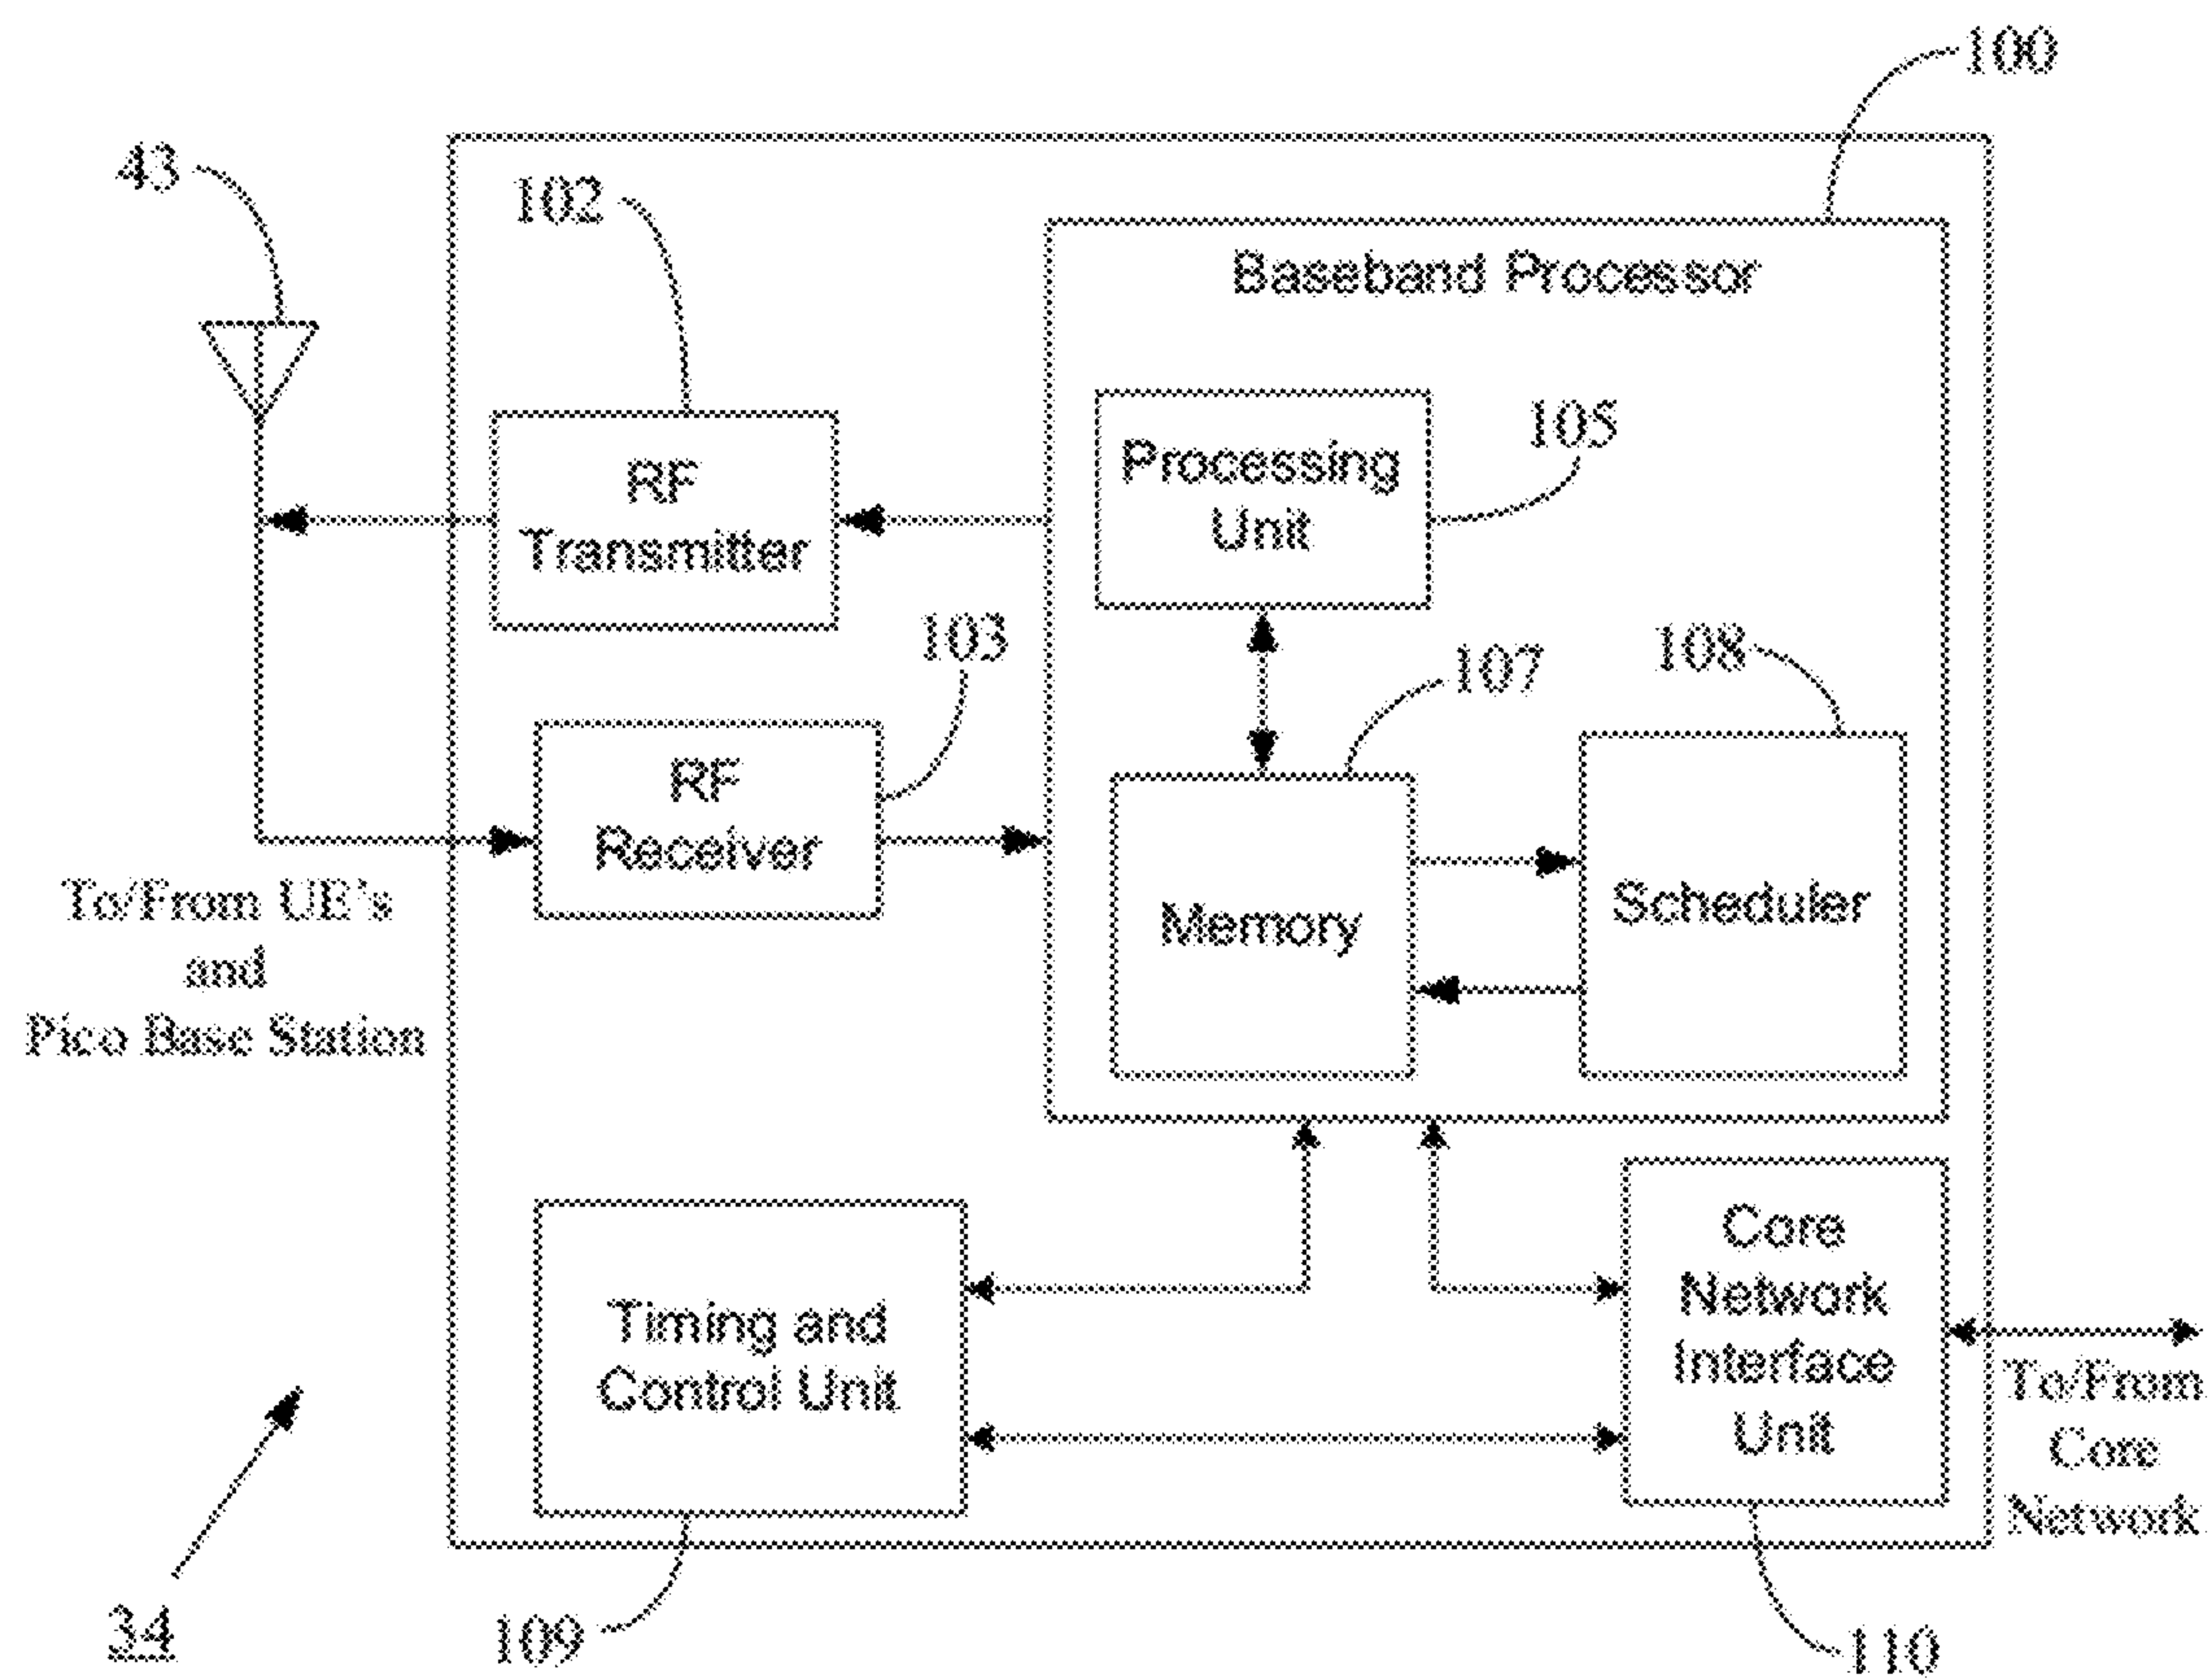 100
43
102
Baseband Processor
105
Processing
Unit
RF
Transmitter
103
107
108
RF
Receiver
Memory
Scheduler
To/From UE's
and
Pico Base Station
Core
Network
Interface
Unit
Timing and
Control Unit
To/From
Core
Network
34
109
110